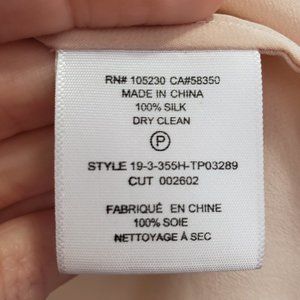 RN# 105230 CA#58350
MADE IN CHINA
100% SILK
DRY CLEAN
P
STYLE 19-3-355H-TP03289
CUT 002602
FABRIQUÉ EN CHINE
100% SOIE
NETTOYAGE À SEC